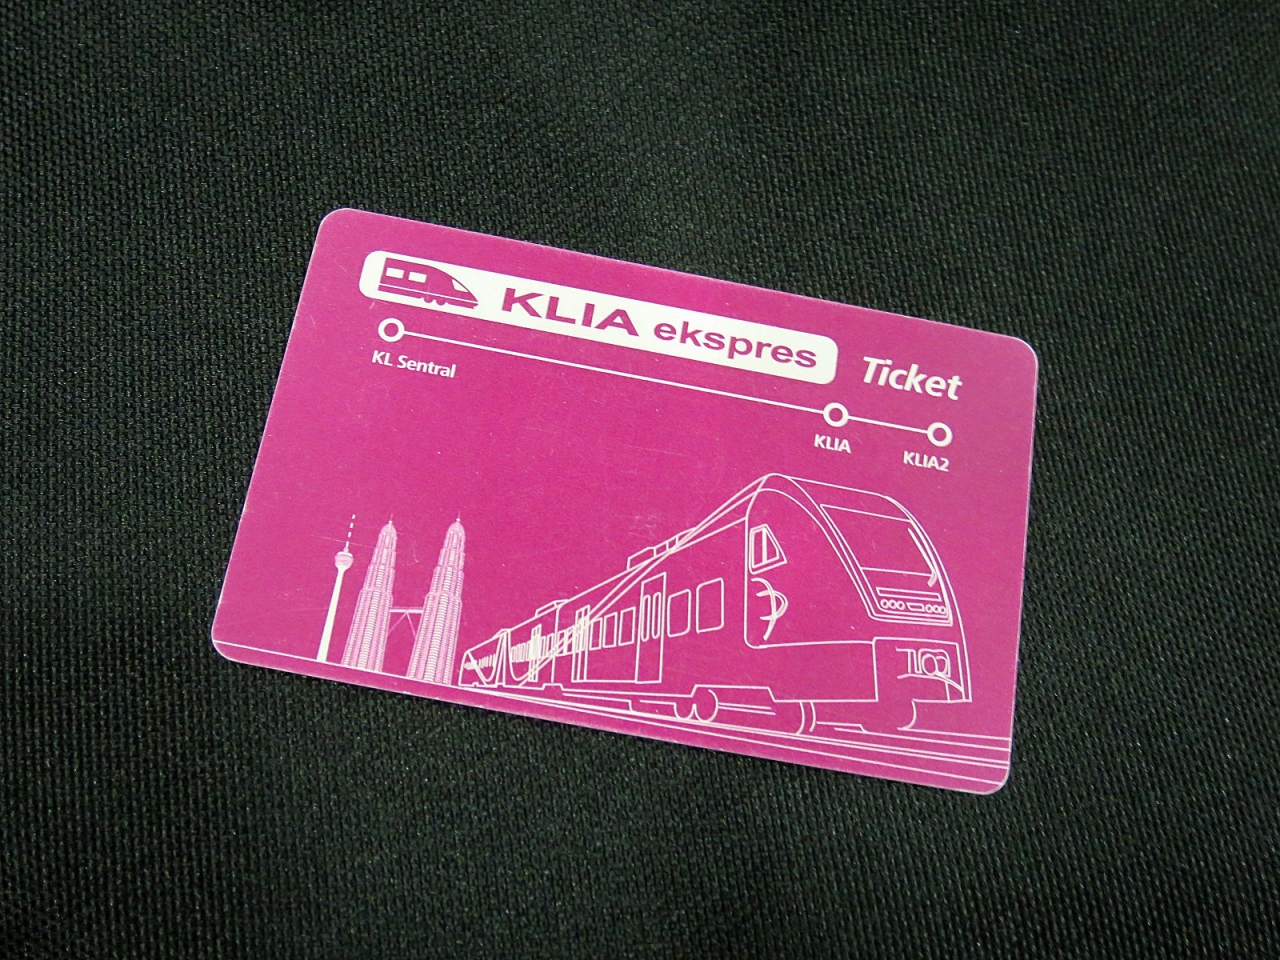 KLIA ekspres
Ticket
KL Sentral
KLIA
KLIA2